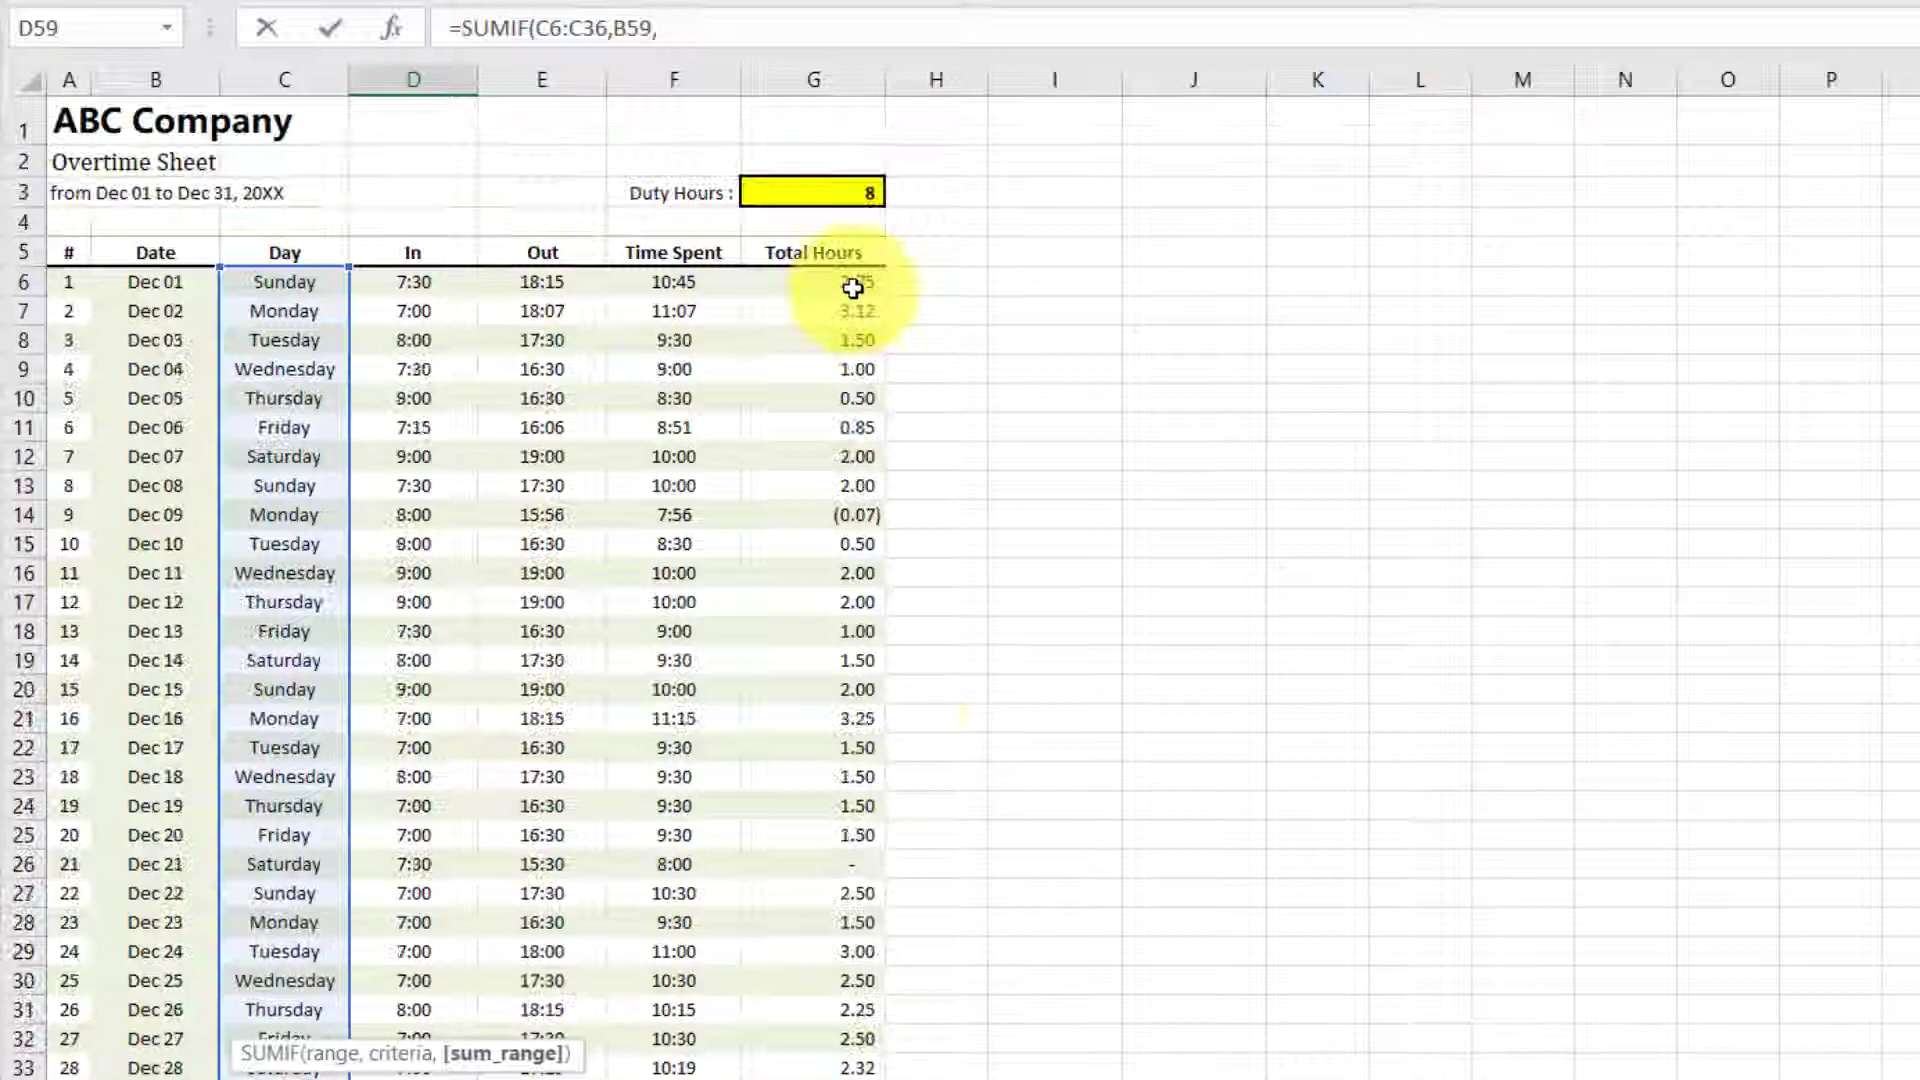 D59 fx =SUMIF(C6:C36,B59,
A B C D E F G H I J K L M N O P
1 ABC Company
2 Overtime Sheet
3 from Dec 01 to Dec 31, 20XX Duty Hours : 8
4
5 # Date Day In Out Time Spent Total Hours
6 1 Dec 01 Sunday 7:30 18:15 10:45
7 2 Dec 02 Monday 7:00 18:07 11:07 3.12
8 3 Dec 03 Tuesday 8:00 17:30 9:30 1.50
9 4 Dec 04 Wednesday 7:30 16:30 9:00 1.00
10 5 Dec 05 Thursday 8:00 16:30 8:30 0.50
11 6 Dec 06 Friday 7:15 16:06 8:51 0.85
12 7 Dec 07 Saturday 9:00 19:00 10:00 2.00
13 8 Dec 08 Sunday 7:30 17:30 10:00 2.00
14 9 Dec 09 Monday 8:00 15:56 7:56 (0.07)
15 10 Dec 10 Tuesday 8:00 16:30 8:30 0.50
16 11 Dec 11 Wednesday 9:00 19:00 10:00 2.00
17 12 Dec 12 Thursday 9:00 19:00 10:00 2.00
18 13 Dec 13 Friday 7:30 16:30 9:00 1.00
19 14 Dec 14 Saturday 8:00 17:30 9:30 1.50
20 15 Dec 15 Sunday 9:00 19:00 10:00 2.00
21 16 Dec 16 Monday 7:00 18:15 11:15 3.25
22 17 Dec 17 Tuesday 7:00 16:30 9:30 1.50
23 18 Dec 18 Wednesday 8:00 17:30 9:30 1.50
24 19 Dec 19 Thursday 7:00 16:30 9:30 1.50
25 20 Dec 20 Friday 7:00 16:30 9:30 1.50
26 21 Dec 21 Saturday 7:30 15:30 8:00 -
27 22 Dec 22 Sunday 7:00 17:30 10:30 2.50
28 23 Dec 23 Monday 7:00 16:30 9:30 1.50
29 24 Dec 24 Tuesday 7:00 18:00 11:00 3.00
30 25 Dec 25 Wednesday 7:00 17:30 10:30 2.50
31 26 Dec 26 Thursday 8:00 18:15 10:15 2.25
32 27 Dec 27 Friday 7:00 17:30 10:30 2.50
SUMIF(range, criteria, [sum_range])
33 28 Dec 28 10:19 2.32